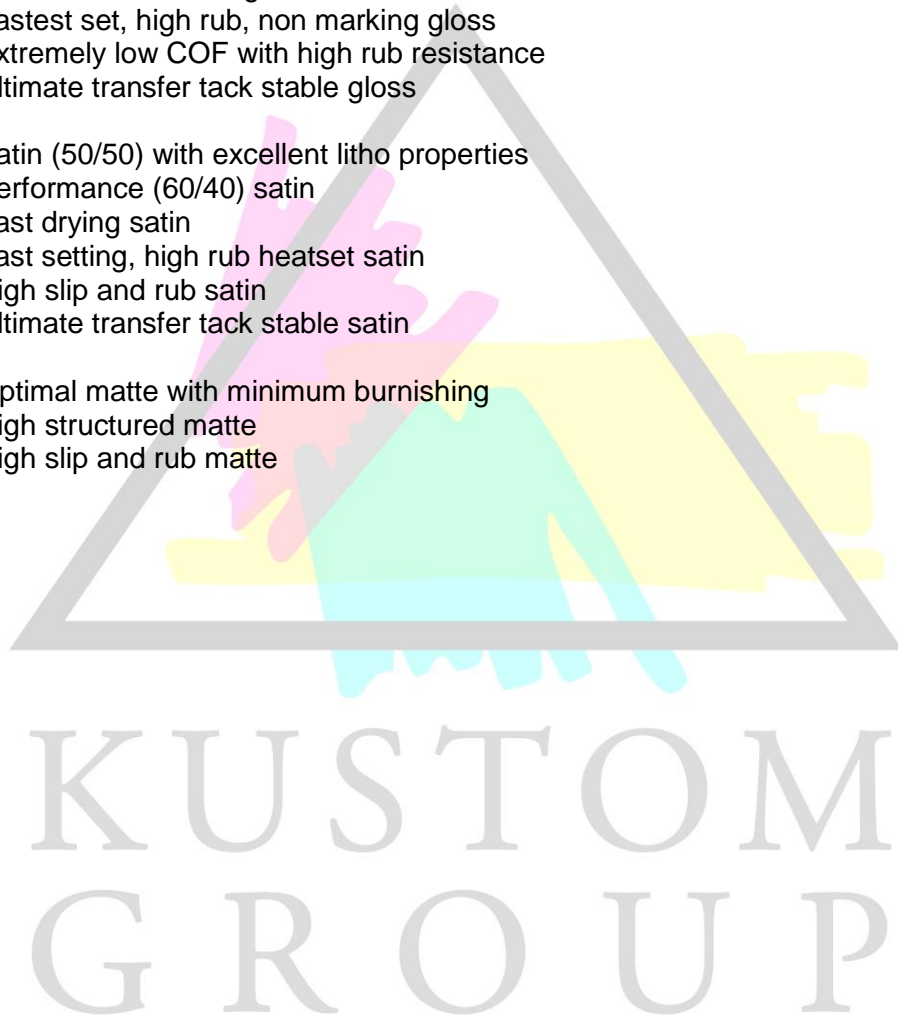 astest set, high rub, non marking gloss
xtremely low COF with high rub resistance
ltimate transfer tack stable gloss
atin (50/50) with excellent litho properties
erformance (60/40) satin
ast drying satin
ast setting, high rub heatset satin
igh slip and rub satin
ltimate transfer tack stable satin
ptimal matte with minimum burnishing
igh structured matte
igh slip and rub matte
KUSTOM
GROUP